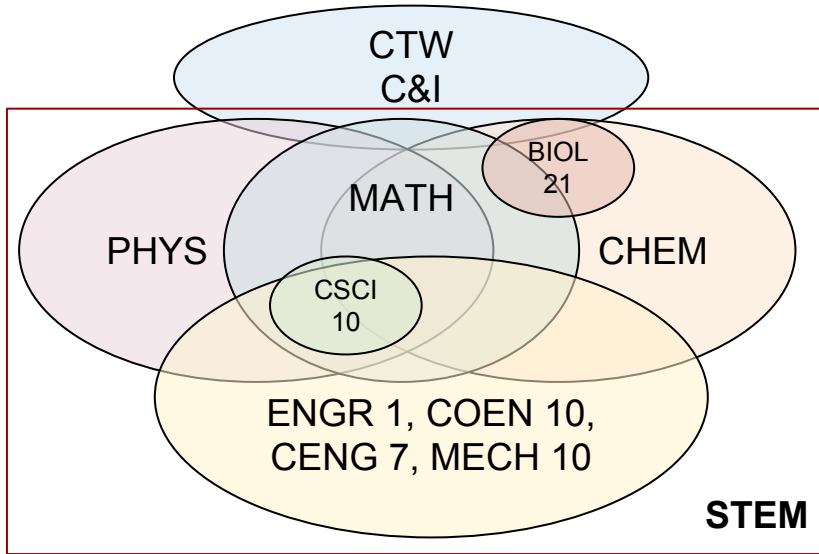 CTW
C&I
BIOL
21
MATH
PHYS
CHEM
CSCI
10
ENGR 1, COEN 10,
CENG 7, MECH 10
STEM